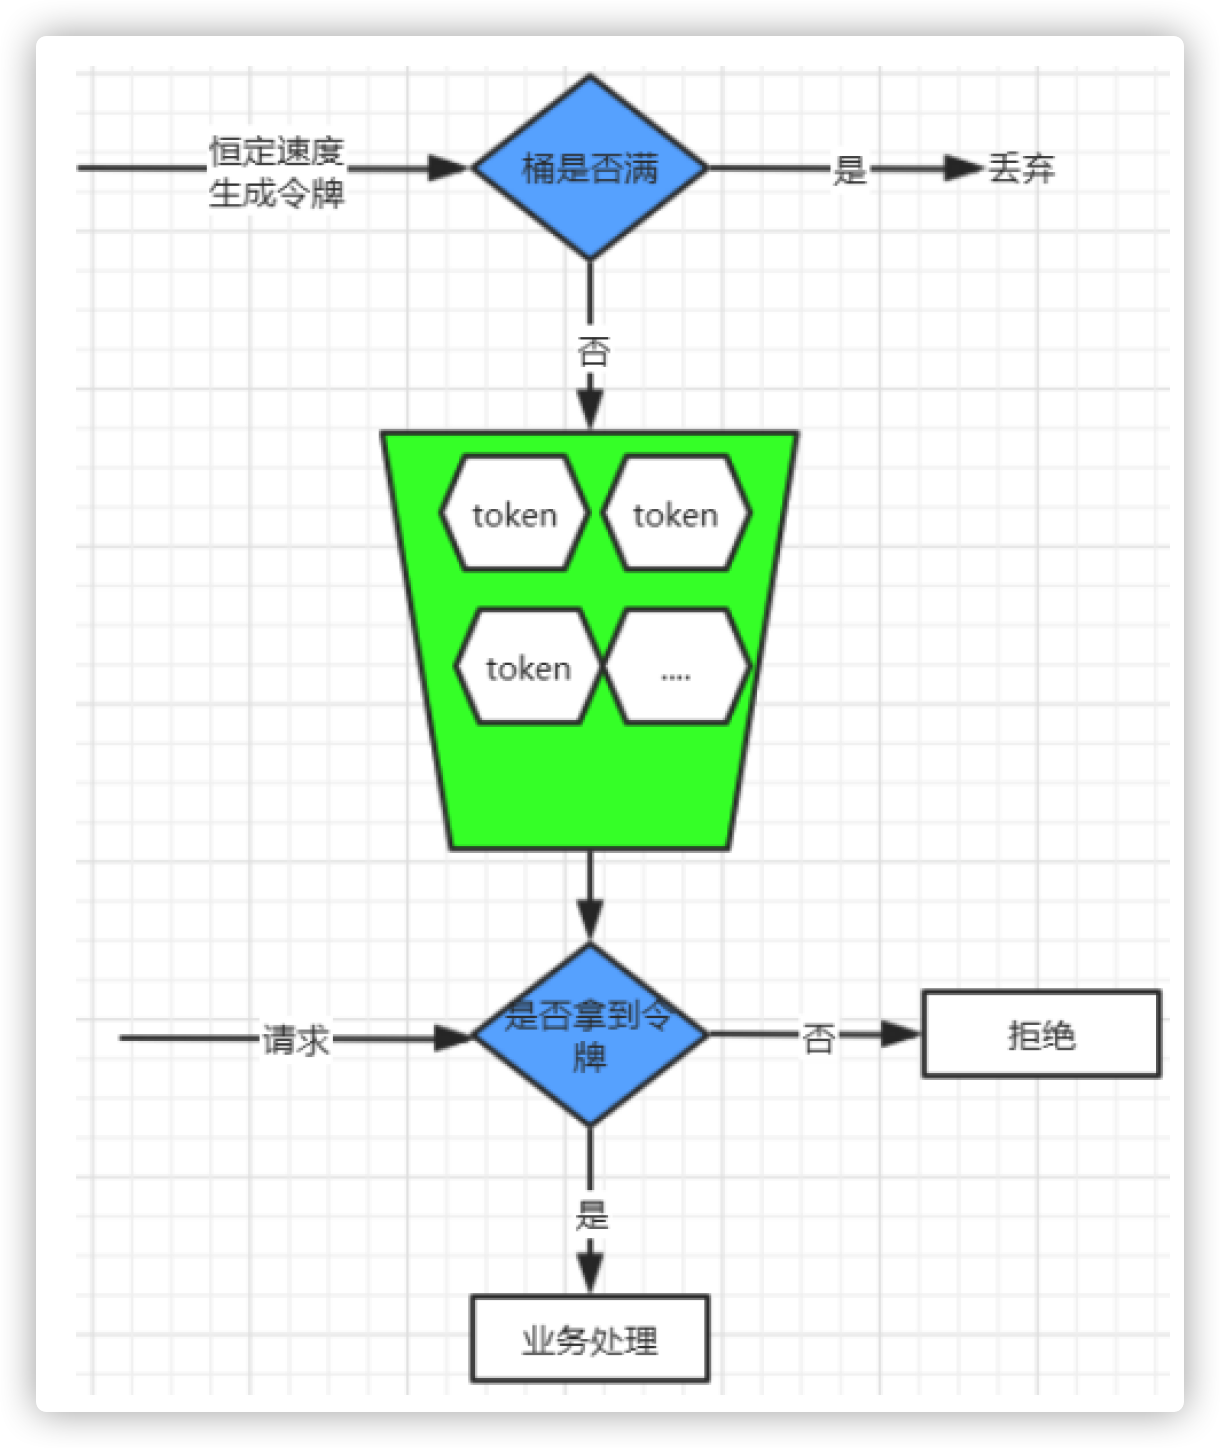 恒定速度
生成令牌
桶是否满
是
丢弃
否
token
token
token
....
请求
是否拿到令
牌
否
拒绝
是
业务处理